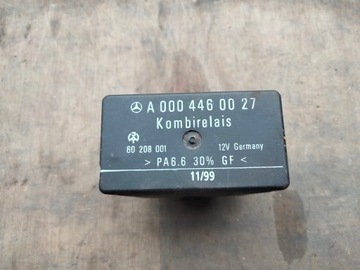 A 000 446 00 27
Kombirelais
60 208 001 12V Germany
> PA6.6 30% GF <
11/99